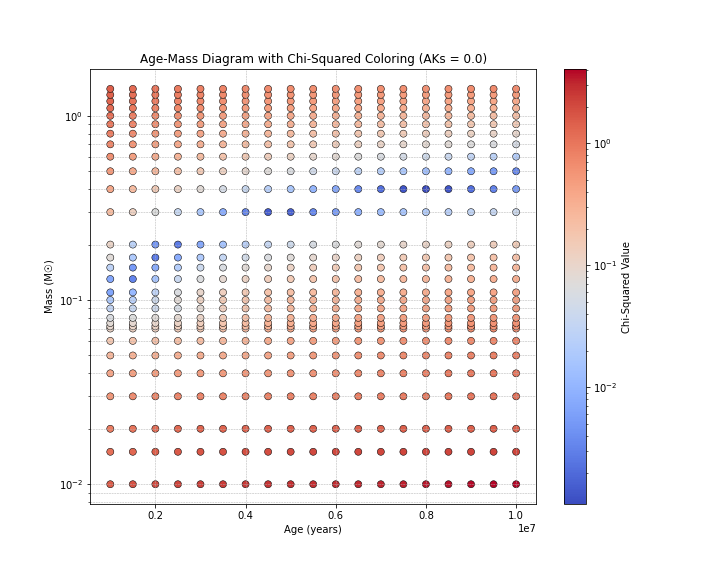 Age-Mass Diagram with Chi-Squared Coloring (AKs = 0.0)
10⁰
10⁻¹
10⁻²
Mass (M☉)
0.2
0.4
0.6
0.8
1.0
1e7
Age (years)
10⁰
10⁻¹
10⁻²
Chi-Squared Value